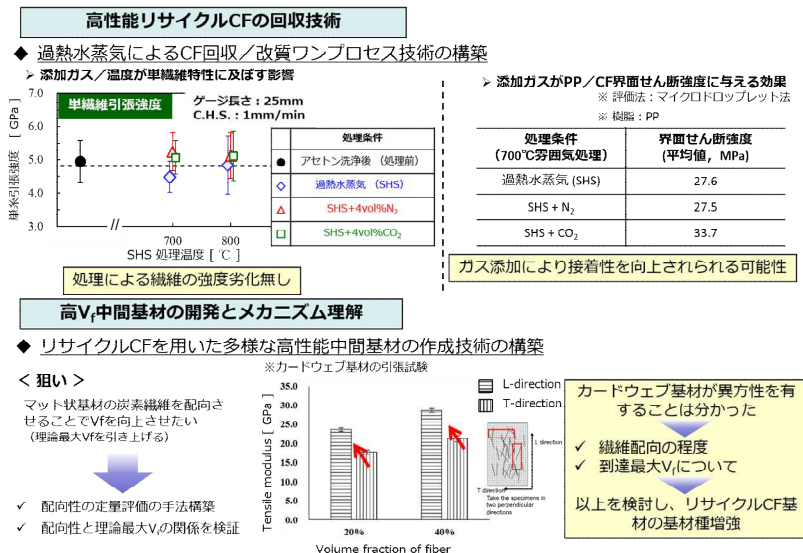 高性能リサイクルCFの回収技術
◆ 過熱水蒸気によるCF回収／改質ワンプロセス技術の構築
➢ 添加ガス／温度が単繊維特性に及ぼす影響
単糸引張強度 [ GPa ]
7.0
6.0
5.0
4.0
3.0
単繊維引張強度
ゲージ長さ：25mm
C.H.S.：1mm/min
//
700
800
SHS 処理温度 [ ℃ ]
処理条件
アセトン洗浄後 （処理前）
過熱水蒸気 （SHS）
SHS+4vol%N₂
SHS+4vol%CO₂
処理による繊維の強度劣化無し
➢ 添加ガスがPP／CF界面せん断強度に与える効果
※ 評価法：マイクロドロップレット法
※ 樹脂：PP
処理条件 界面せん断強度
（700℃雰囲気処理） (平均値，MPa)
過熱水蒸気 (SHS) 27.6
SHS + N₂ 27.5
SHS + CO₂ 33.7
ガス添加により接着性を向上されられる可能性
高Vf中間基材の開発とメカニズム理解
◆ リサイクルCFを用いた多様な高性能中間基材の作成技術の構築
＜ 狙い ＞
マット状基材の炭素繊維を配向さ
せることでVfを向上させたい
（理論最大Vfを引き上げる）
✓ 配向性の定量評価の手法構築
✓ 配向性と理論最大Vfの関係を検証
※カードウェブ基材の引張試験
Tensile modulus [ GPa ]
35.0
30.0
25.0
20.0
15.0
10.0
5.0
0.0
20%
40%
Volume fraction of fiber
L-direction
T-direction
L direction
T direction
Take the specimens in
two perpendicular
directions
カードウェブ基材が異方性を有
することは分かった
✓ 繊維配向の程度
✓ 到達最大Vfについて
以上を検討し、リサイクルCF基
材の基材種増強